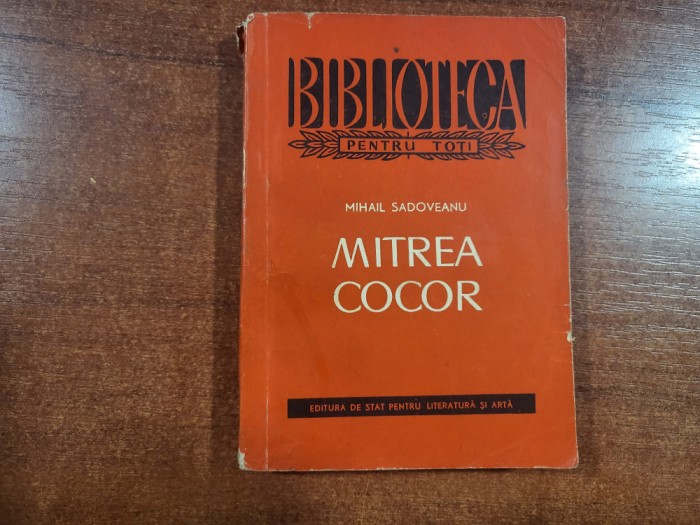 BIBLIOTECA
PENTRU TOȚI
MIHAIL SADOVEANU
MITREA
COCOR
EDITURA DE STAT PENTRU LITERATURĂ ȘI ARTĂ